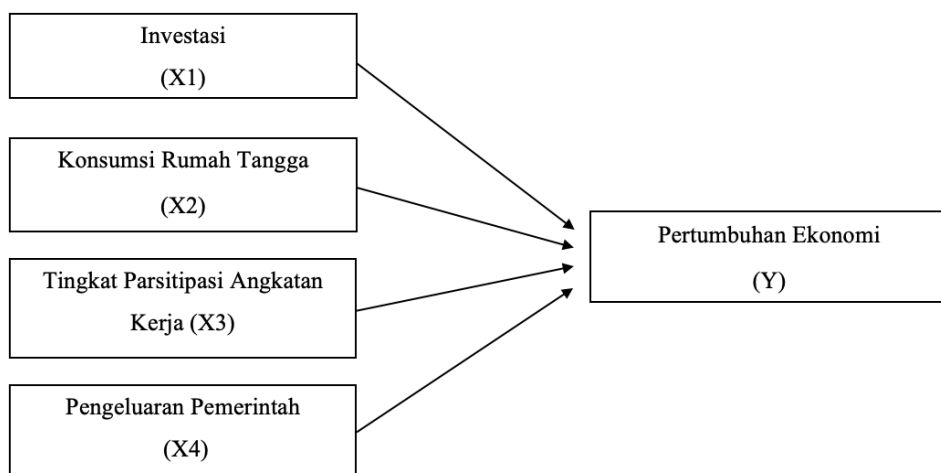 Investasi
(X1)
Konsumsi Rumah Tangga
(X2)
Tingkat Parsitipasi Angkatan
Kerja (X3)
Pengeluaran Pemerintah
(X4)
Pertumbuhan Ekonomi
(Y)